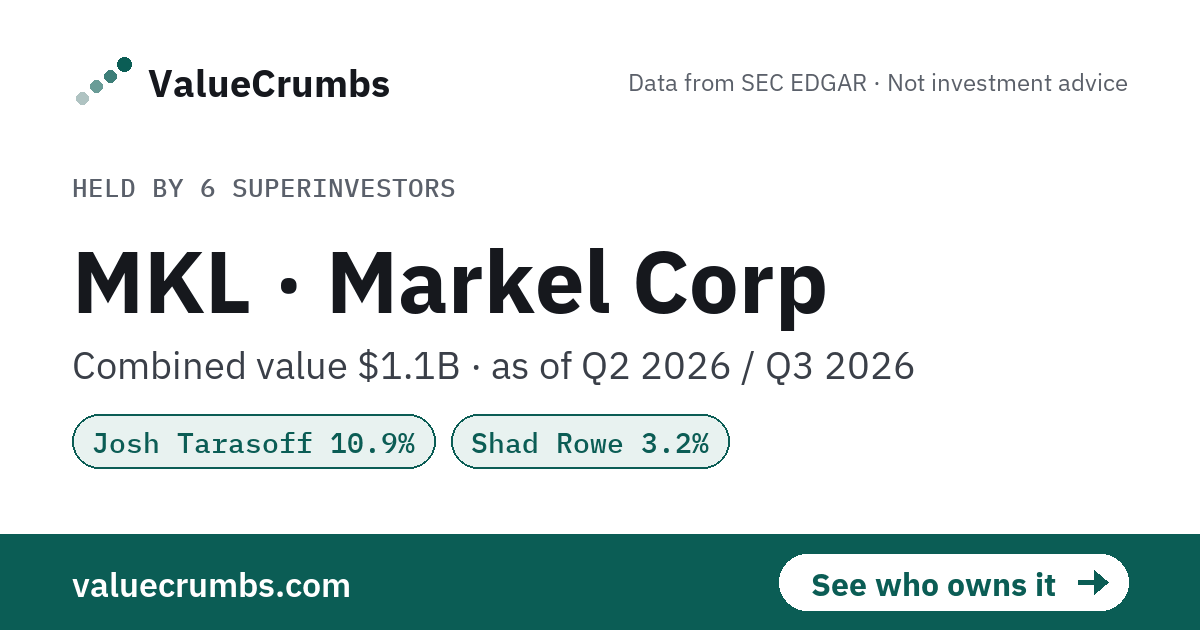 ValueCrumbs
Data from SEC EDGAR · Not investment advice
HELD BY 6 SUPERINVESTORS
MKL · Markel Corp
Combined value $1.1B · as of Q2 2026 / Q3 2026
Josh Tarasoff 10.9%
Shad Rowe 3.2%
valuecrumbs.com
See who owns it →